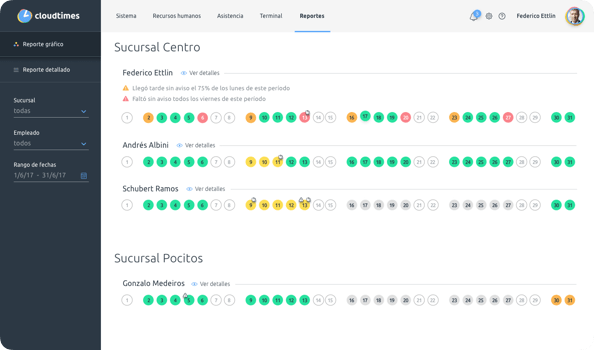 cloudtimes
Sistema Recursos humanos Asistencia Terminal Reportes Federico Ettlin
Reporte gráfico
Reporte detallado
Sucursal
todas
Empleado
todos
Rango de fechas
1/6/17 - 31/6/17
Sucursal Centro
Federico Ettlin Ver detalles
Llegó tarde sin aviso el 75% de los lunes de este período
Faltó sin aviso todos los viernes de este período
1 2 3 4 5 6 7 8 9 10 11 12 13 14 15 16 17 18 19 20 21 22 23 24 25 26 27 28 29 30 31
Andrés Albini Ver detalles
1 2 3 4 5 6 7 8 9 10 11 12 13 14 15 16 17 18 19 20 21 22 23 24 25 26 27 28 29 30 31
Schubert Ramos Ver detalles
1 2 3 4 5 6 7 8 9 10 11 12 13 14 15 16 17 18 19 20 21 22 23 24 25 26 27 28 29 30 31
Sucursal Pocitos
Gonzalo Medeiros Ver detalles
1 2 3 4 5 6 7 8 9 10 11 12 13 14 15 16 17 18 19 20 21 22 23 24 25 26 27 28 29 30 31